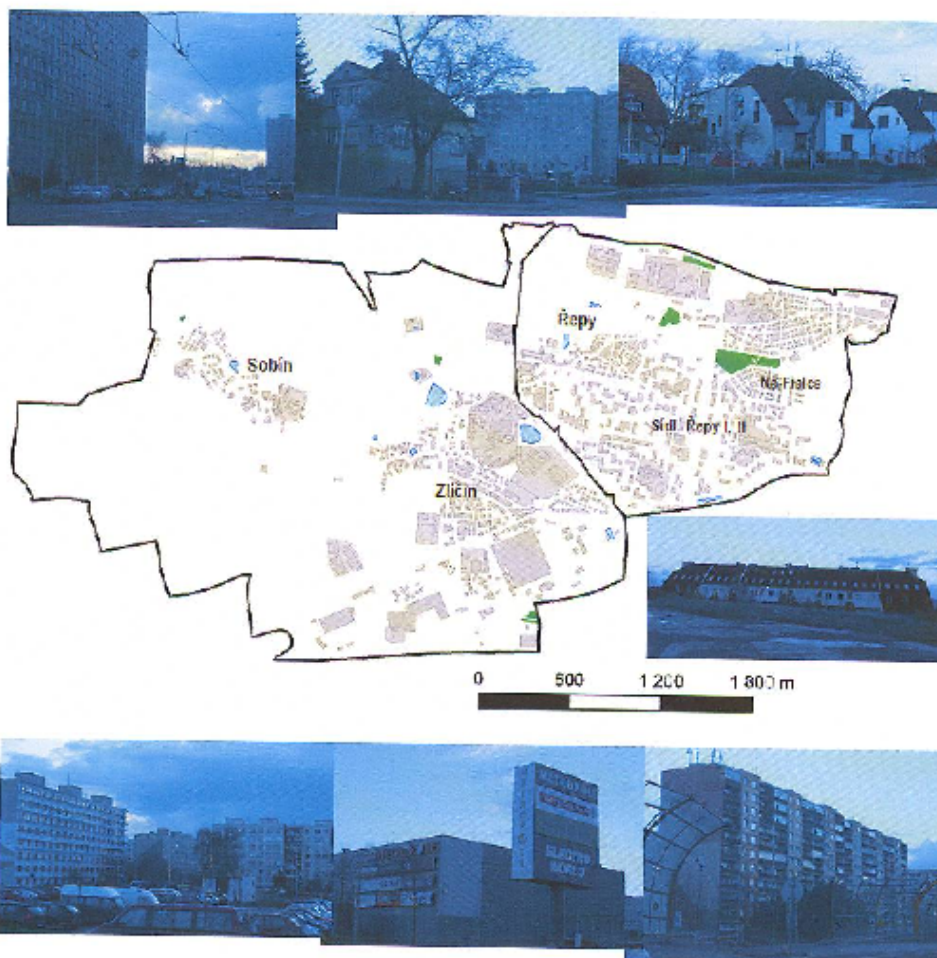 Řepy
Sobín
Na Fialce
Sídl. Řepy I, II
Zličín
0 600 1 200 1 800 m